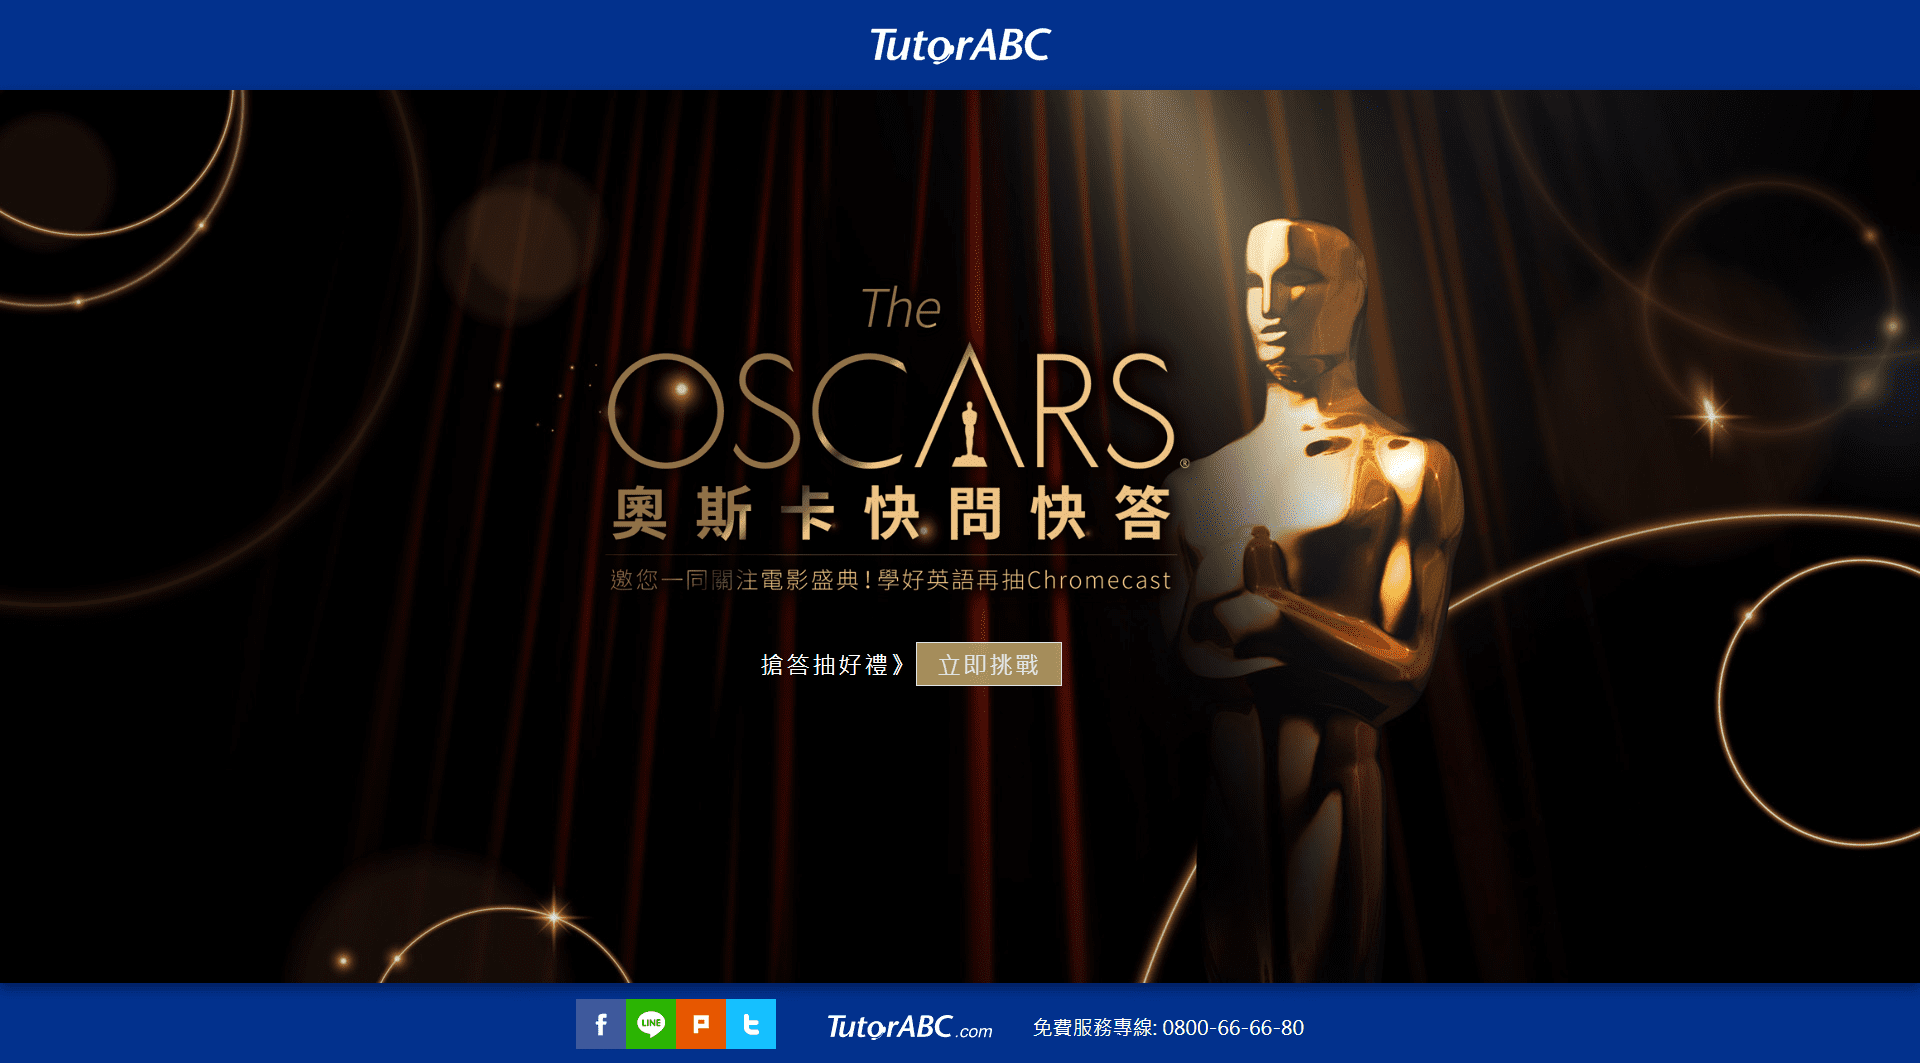 TutorABC
The
OSCARS®
奧斯卡快問快答
邀您一同關注電影盛典！學好英語再抽Chromecast
搶答抽好禮》 立即挑戰
f LINE P t TutorABC.com 免費服務專線: 0800-66-66-80